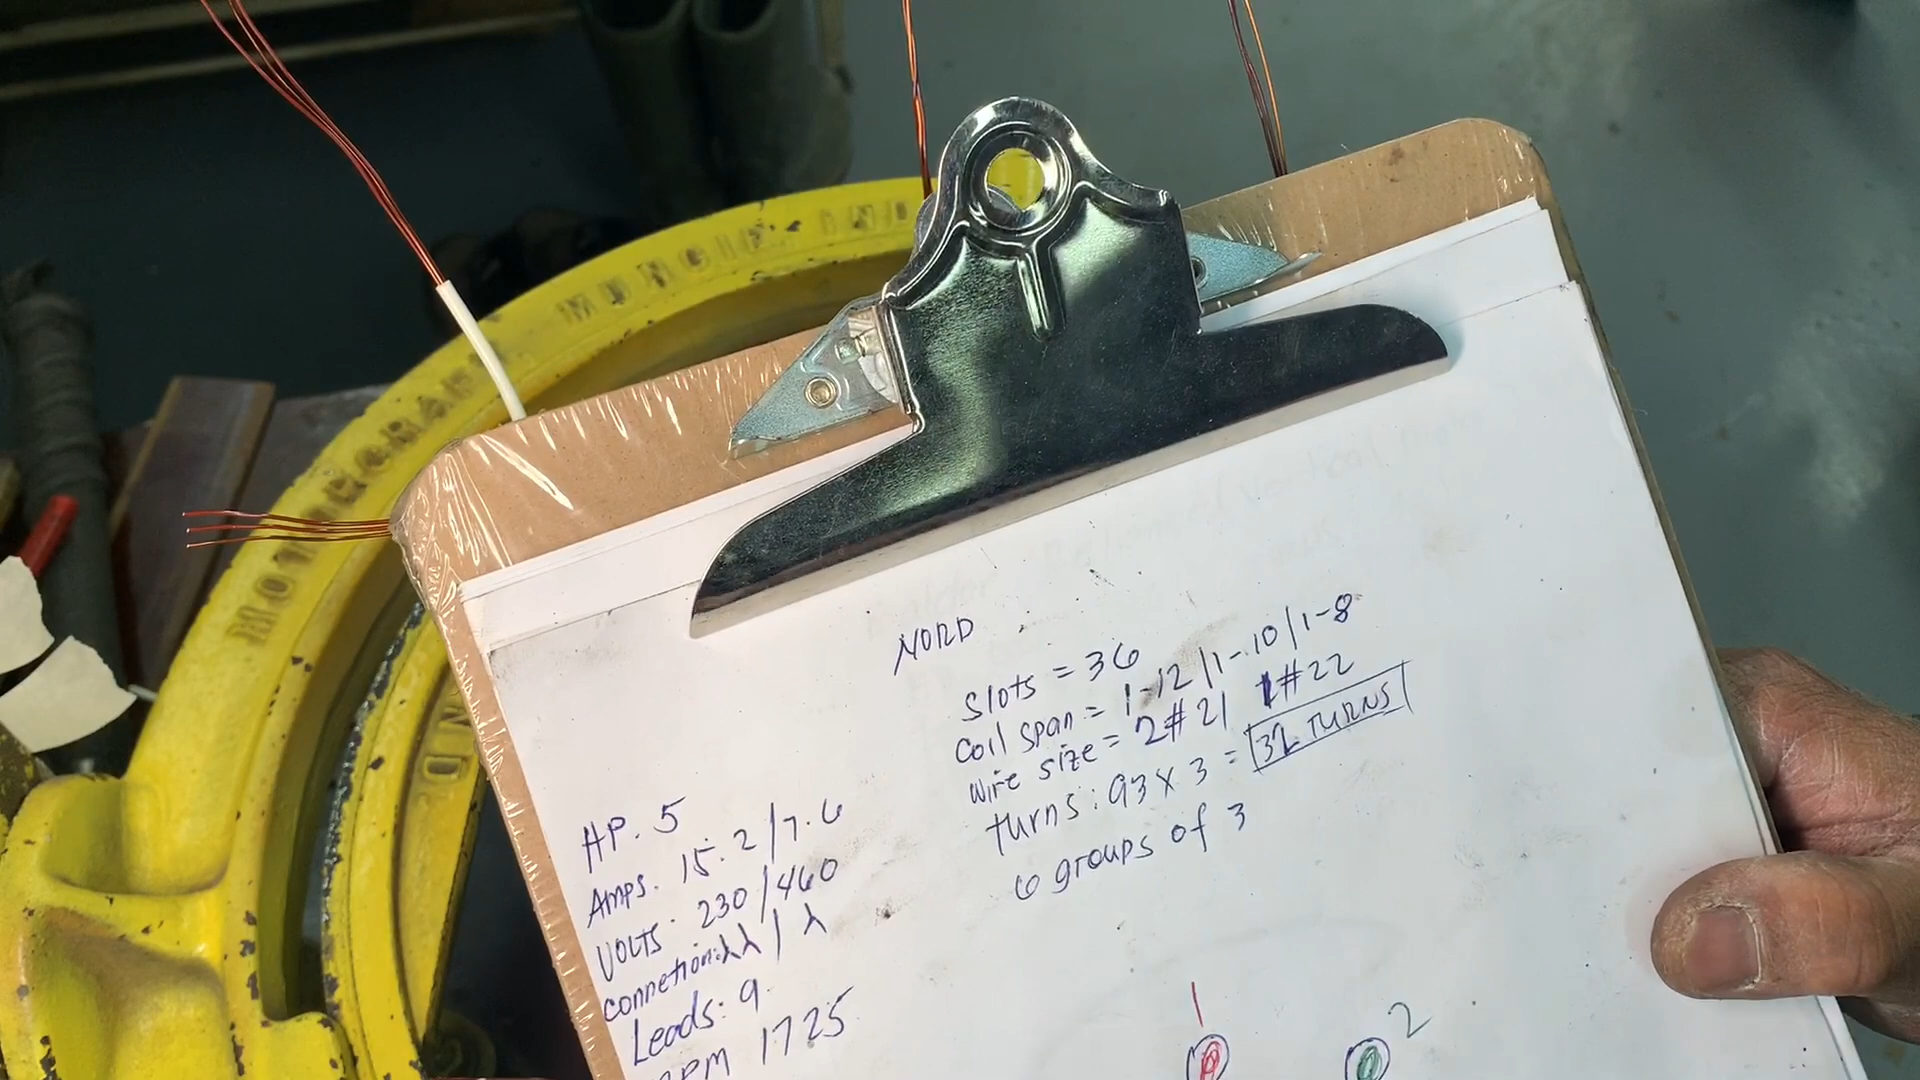 NORD
Slots = 36
Coil span = 1-12/1-10/1-8
wire size = 2#21 1#22
turns: 93 x 3 = 32 TURNS
6 groups of 3
HP. 5
Amps. 15.2/7.6
VOLTS. 230/460
connetion: λλ/λ
Leads: 9.
RPM 1725
1
2